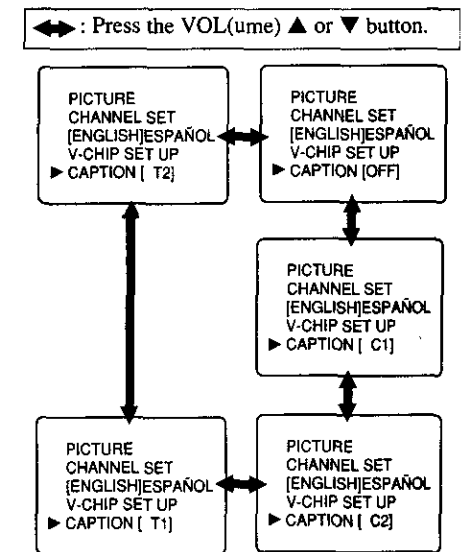 : Press the VOL(ume) ▲ or ▼ button.
PICTURE
CHANNEL SET
[ENGLISH]ESPAÑOL
V-CHIP SET UP
▶ CAPTION [ T2]
PICTURE
CHANNEL SET
[ENGLISH]ESPAÑOL
V-CHIP SET UP
▶ CAPTION [OFF]
PICTURE
CHANNEL SET
[ENGLISH]ESPAÑOL
V-CHIP SET UP
▶ CAPTION [ C1]
PICTURE
CHANNEL SET
[ENGLISH]ESPAÑOL
V-CHIP SET UP
▶ CAPTION [ T1]
PICTURE
CHANNEL SET
[ENGLISH]ESPAÑOL
V-CHIP SET UP
▶ CAPTION [ C2]